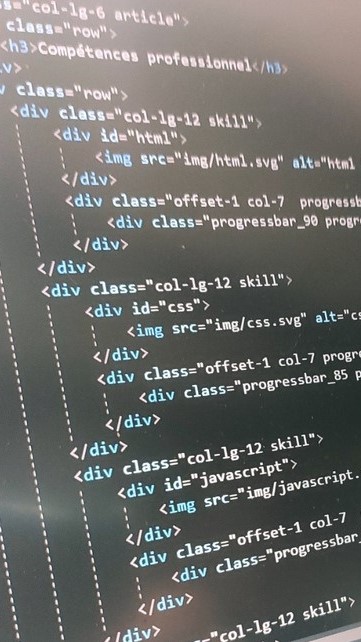 s="col-lg-6 article">
class="row">
<h3>Compétences professionnel</h3>
v>
class="row">
<div class="col-lg-12 skill">
<div id="html">
<img src="img/html.svg" alt="html
</div>
<div class="offset-1 col-7 progressb
<div class="progressbar_90 progr
</div>
</div>
<div class="col-lg-12 skill">
<div id="css">
<img src="img/css.svg" alt="cs
</div>
<div class="offset-1 col-7 progre
<div class="progressbar_85 p
</div>
</div>
<div class="col-lg-12 skill">
<div id="javascript">
<img src="img/javascript.
</div>
<div class="offset-1 col-7
<div class="progressbar_
</div>
</div>
="col-lg-12 skill">